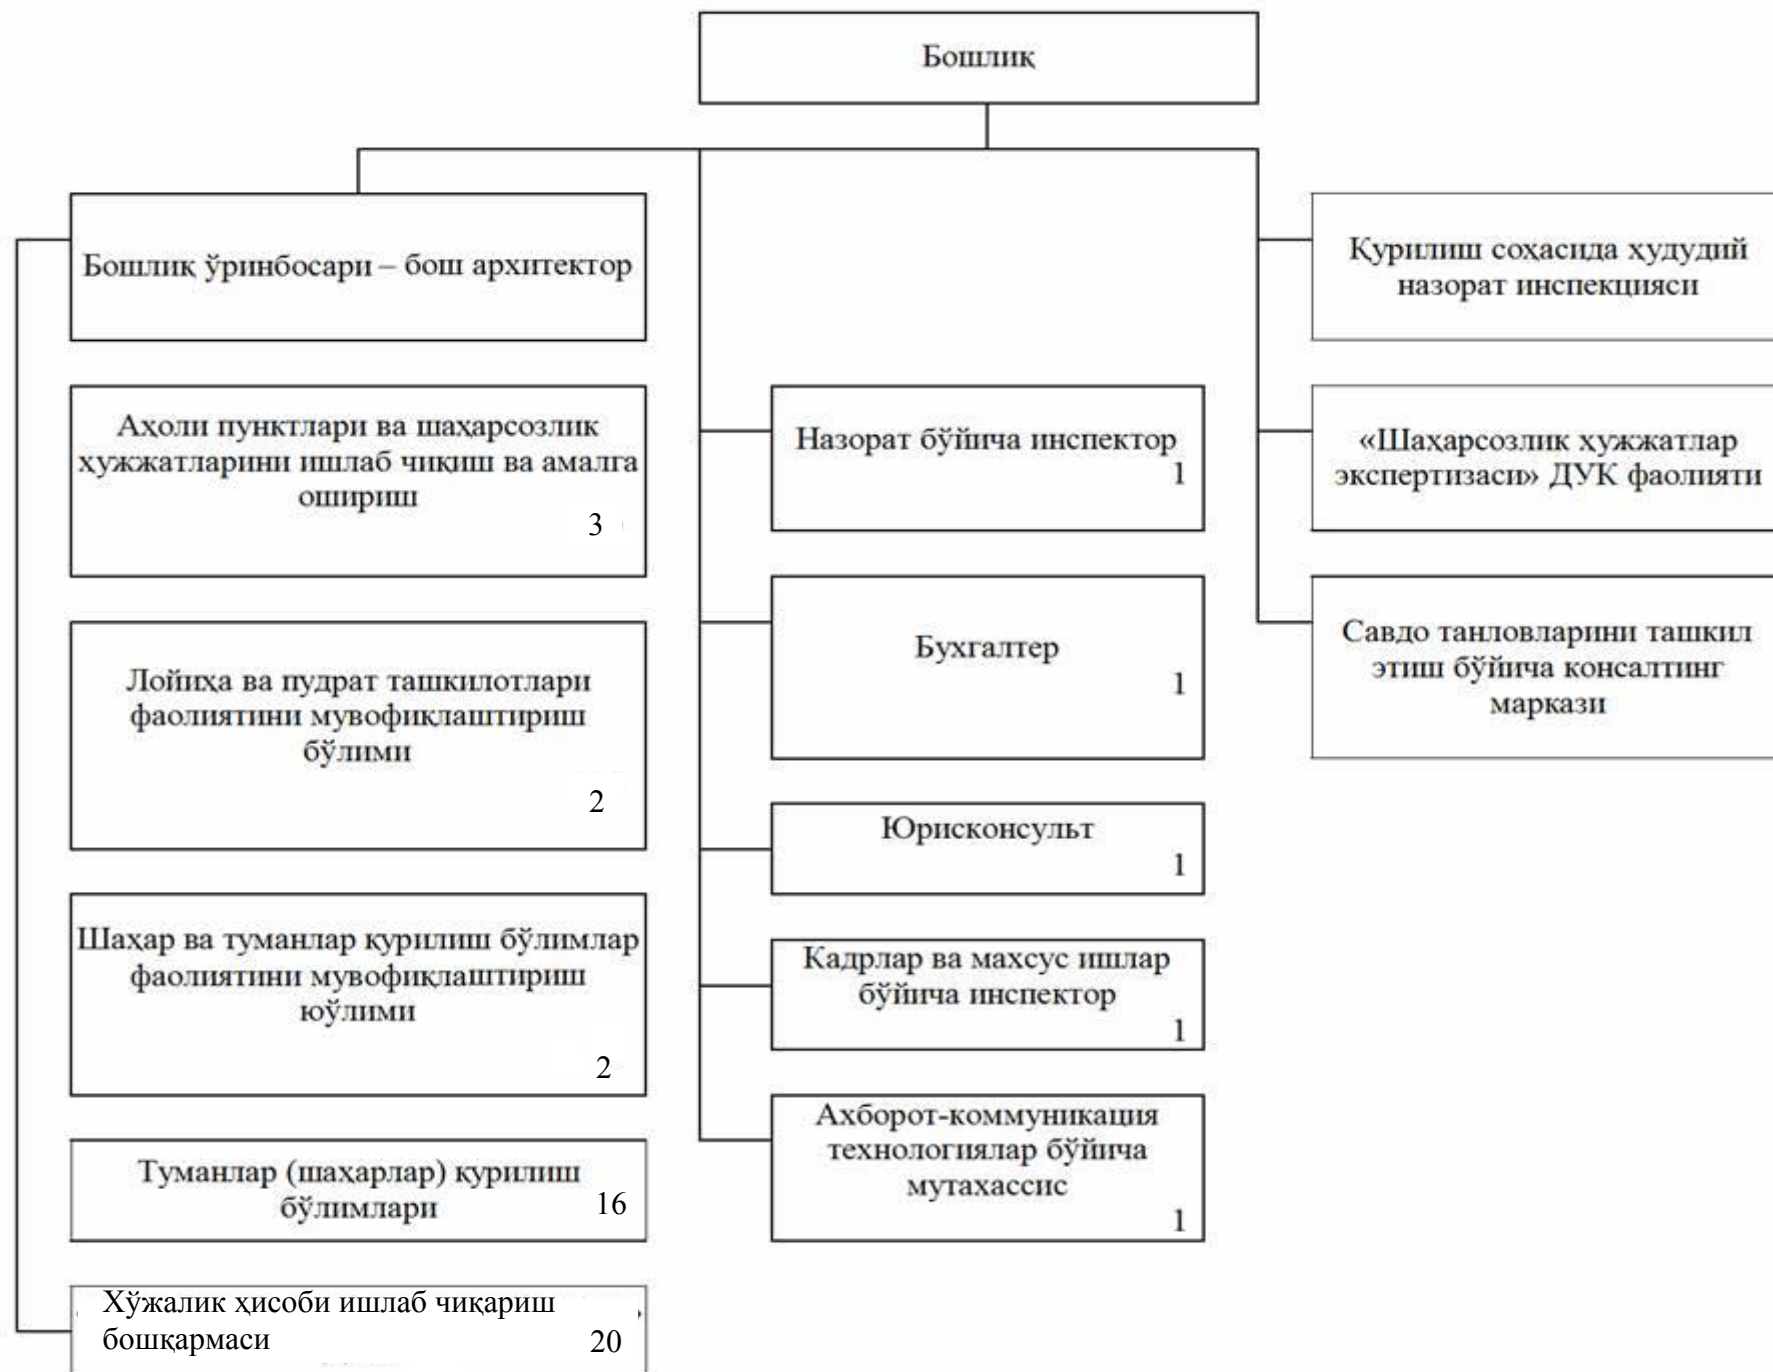 Бошлиқ
Бошлиқ ўринбосари – бош архитектор
Аҳоли пунктлари ва шаҳарсозлик
ҳужжатларини ишлаб чиқиш ва амалга
ошириш
3
Лойиҳа ва пудрат ташкилотлари
фаолиятини мувофиқлаштириш
бўлими
2
Шаҳар ва туманлар қурилиш бўлимлар
фаолиятини мувофиқлаштириш
юўлими
2
Туманлар (шаҳарлар) қурилиш
бўлимлари
16
Хўжалик ҳисоби ишлаб чиқариш
бошқармаси
20
Назорат бўйича инспектор
1
Бухгалтер
1
Юрисконсульт
1
Кадрлар ва махсус ишлар
бўйича инспектор
1
Ахборот-коммуникация
технологиялар бўйича
мутахассис
1
Қурилиш соҳасида ҳудудий
назорат инспекцияси
«Шаҳарсозлик ҳужжатлар
экспертизаси» ДУК фаолияти
Савдо танловларини ташкил
этиш бўйича консалтинг
маркази